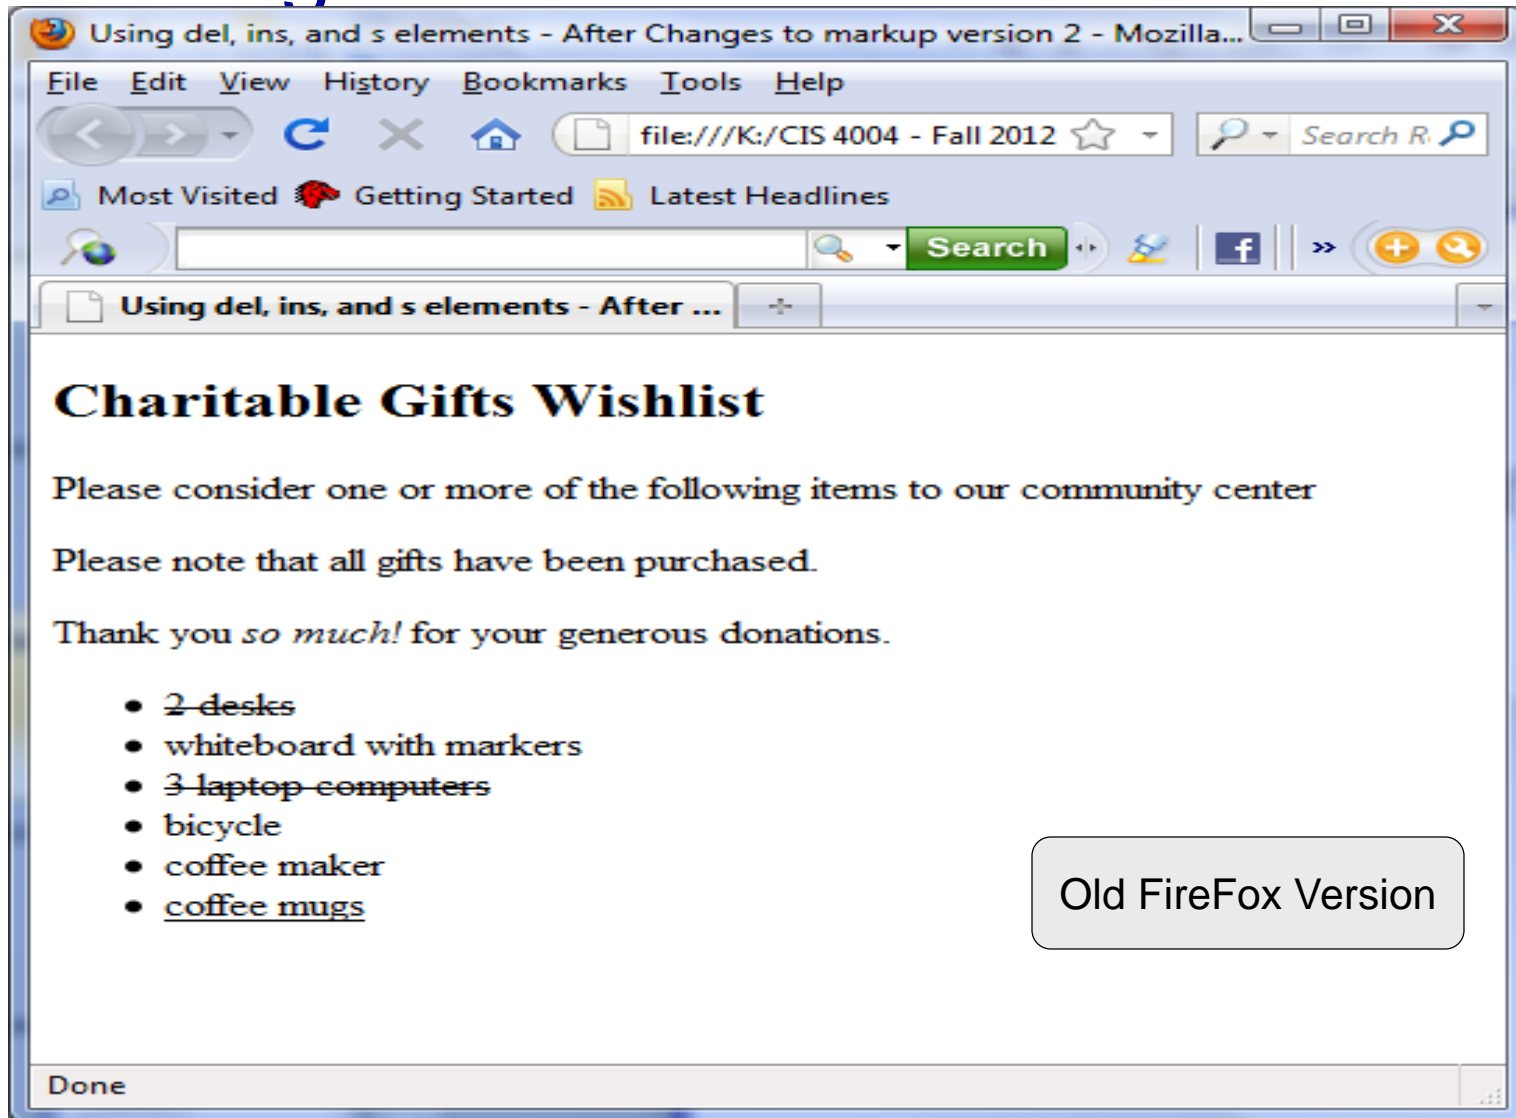 Using del, ins, and s elements - After Changes to markup version 2 - Mozilla...
File Edit View History Bookmarks Tools Help
file:///K:/CIS 4004 - Fall 2012
Search R
Most Visited Getting Started Latest Headlines
Search f »
Using del, ins, and s elements - After ...
Charitable Gifts Wishlist
Please consider one or more of the following items to our community center
Please note that all gifts have been purchased.
Thank you so much! for your generous donations.
• 2 desks
• whiteboard with markers
• 3 laptop computers
• bicycle
• coffee maker
• coffee mugs
Old FireFox Version
Done